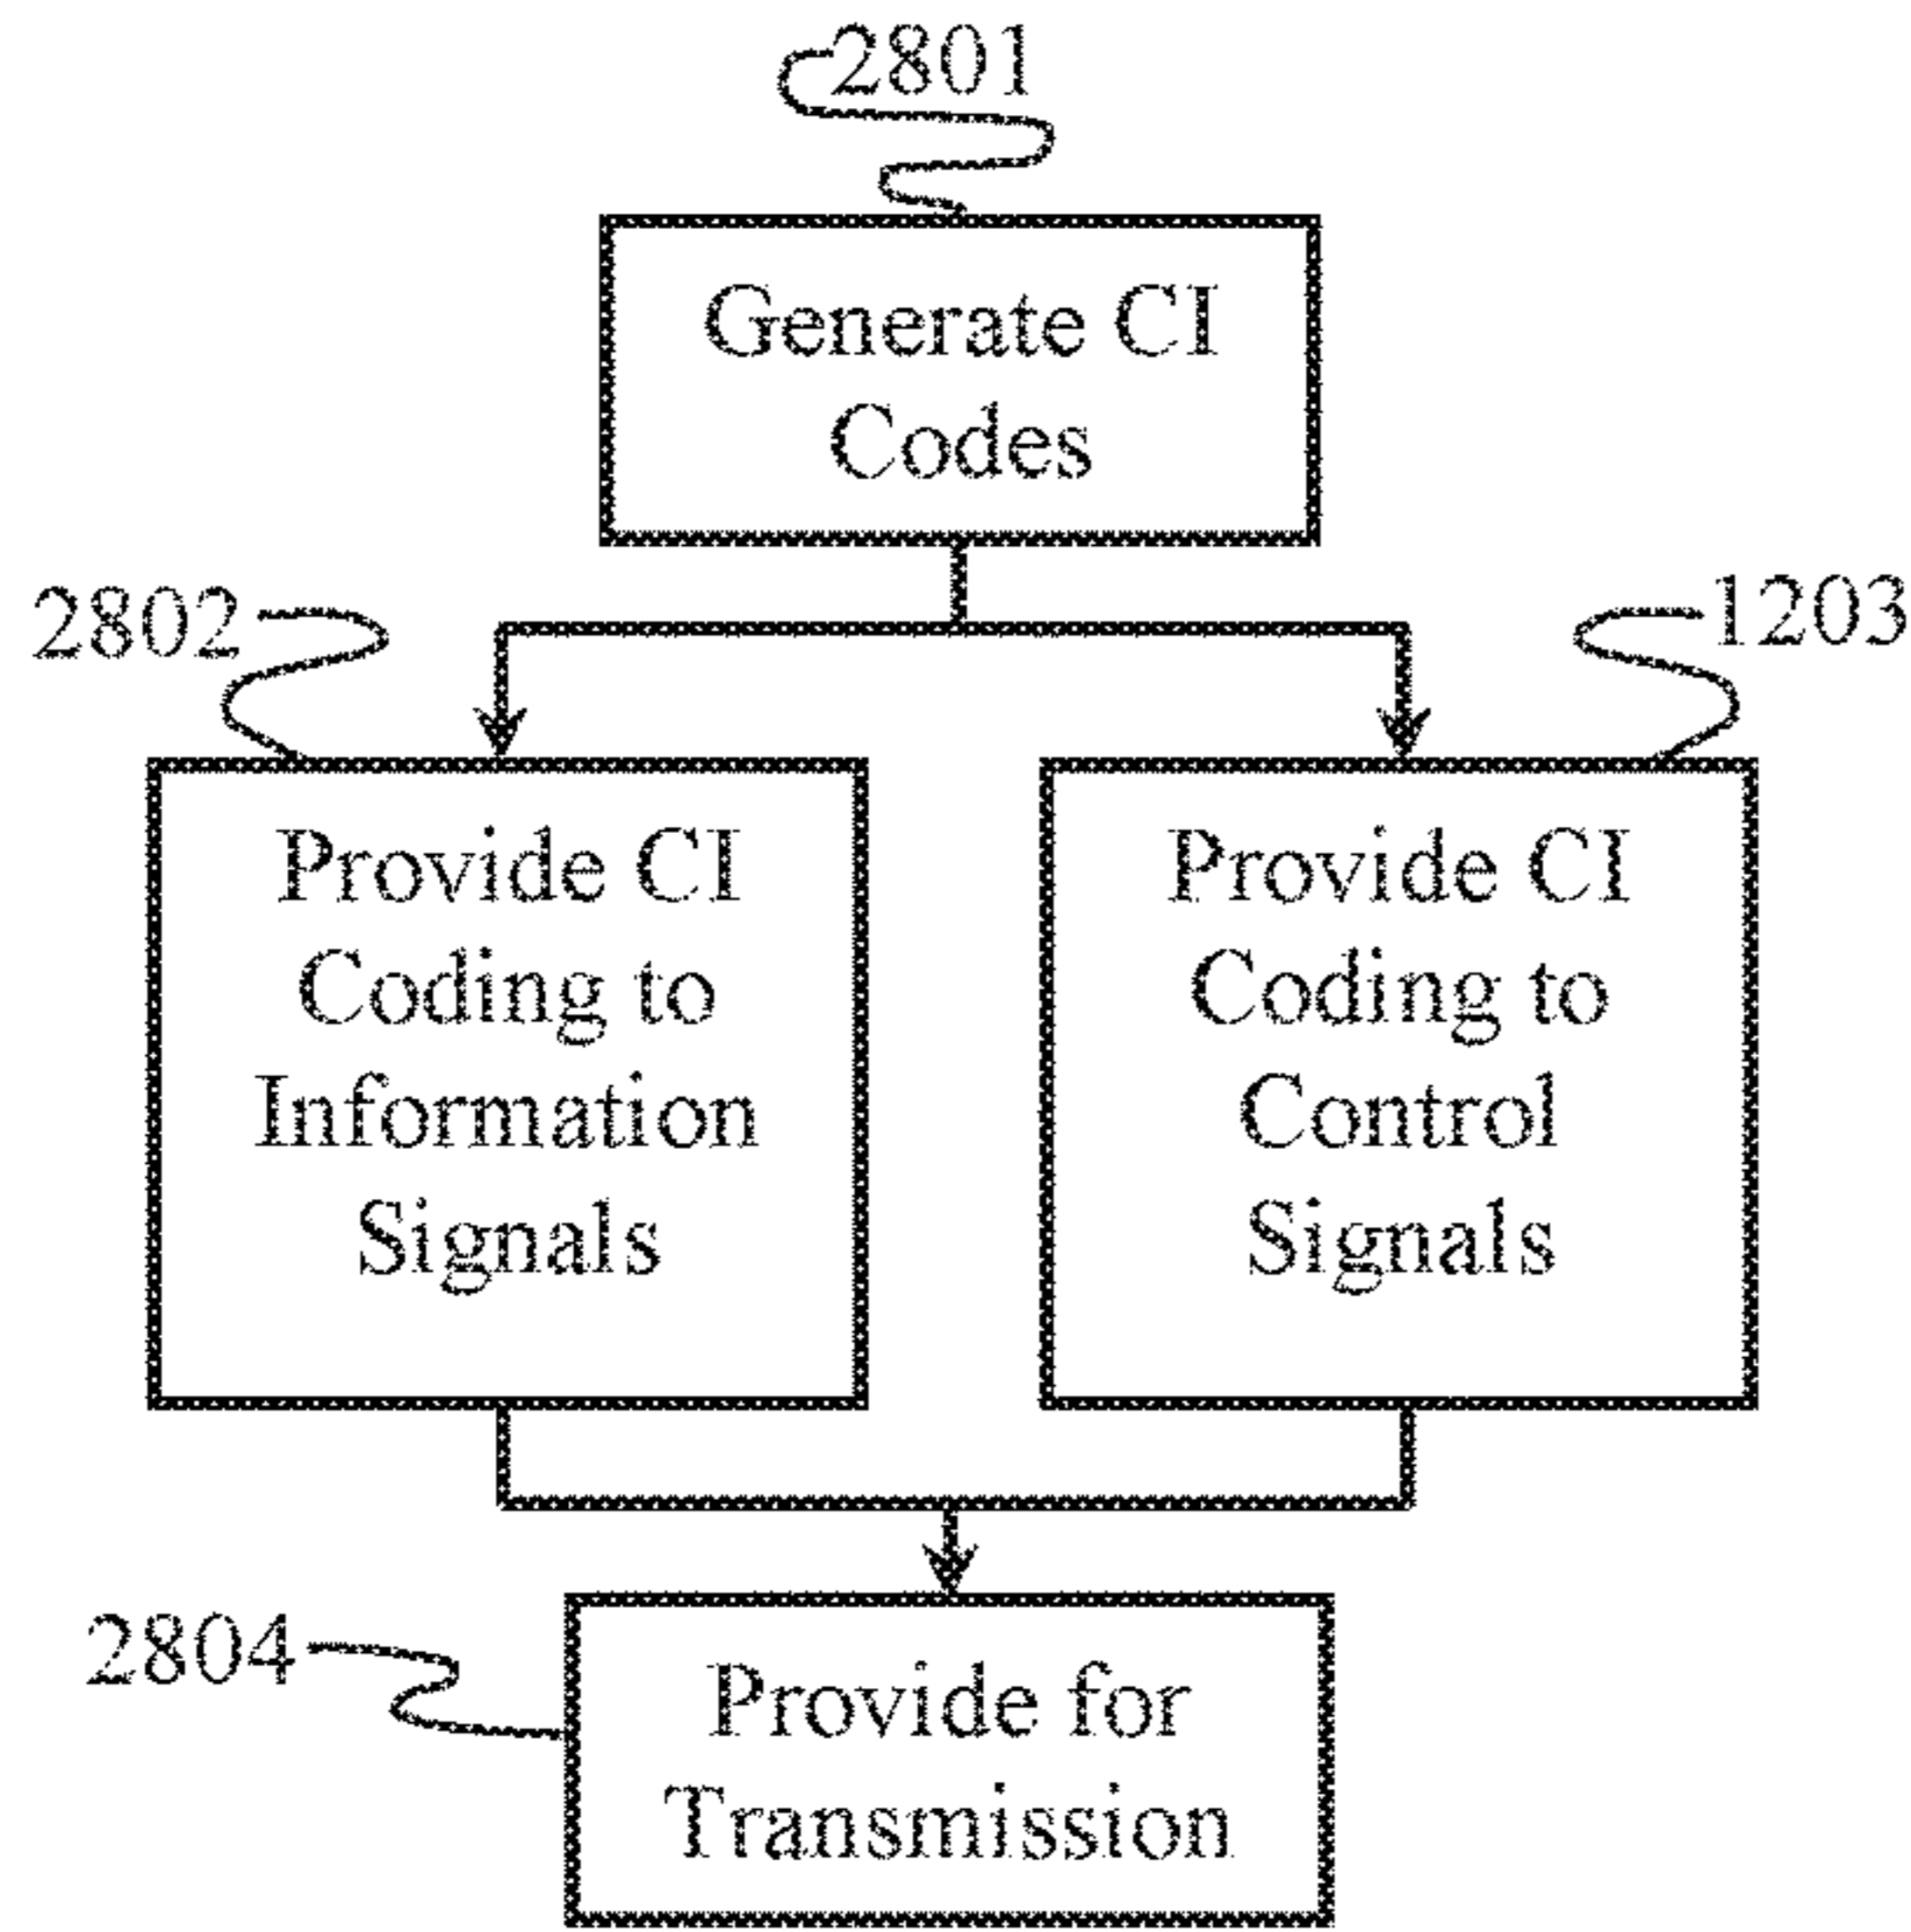 2801
Generate CI
Codes
2802
1203
Provide CI
Coding to
Information
Signals
Provide CI
Coding to
Control
Signals
2804
Provide for
Transmission